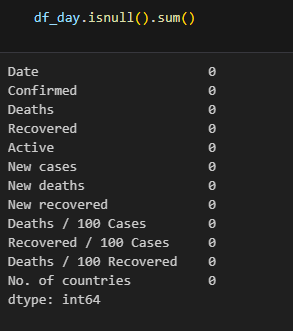 df_day.isnull().sum()
Date 0
Confirmed 0
Deaths 0
Recovered 0
Active 0
New cases 0
New deaths 0
New recovered 0
Deaths / 100 Cases 0
Recovered / 100 Cases 0
Deaths / 100 Recovered 0
No. of countries 0
dtype: int64